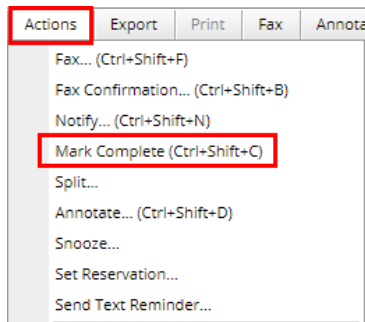 Actions Export Print Fax Annota
Fax... (Ctrl+Shift+F)
Fax Confirmation... (Ctrl+Shift+B)
Notify... (Ctrl+Shift+N)
Mark Complete (Ctrl+Shift+C)
Split...
Annotate... (Ctrl+Shift+D)
Snooze...
Set Reservation...
Send Text Reminder...